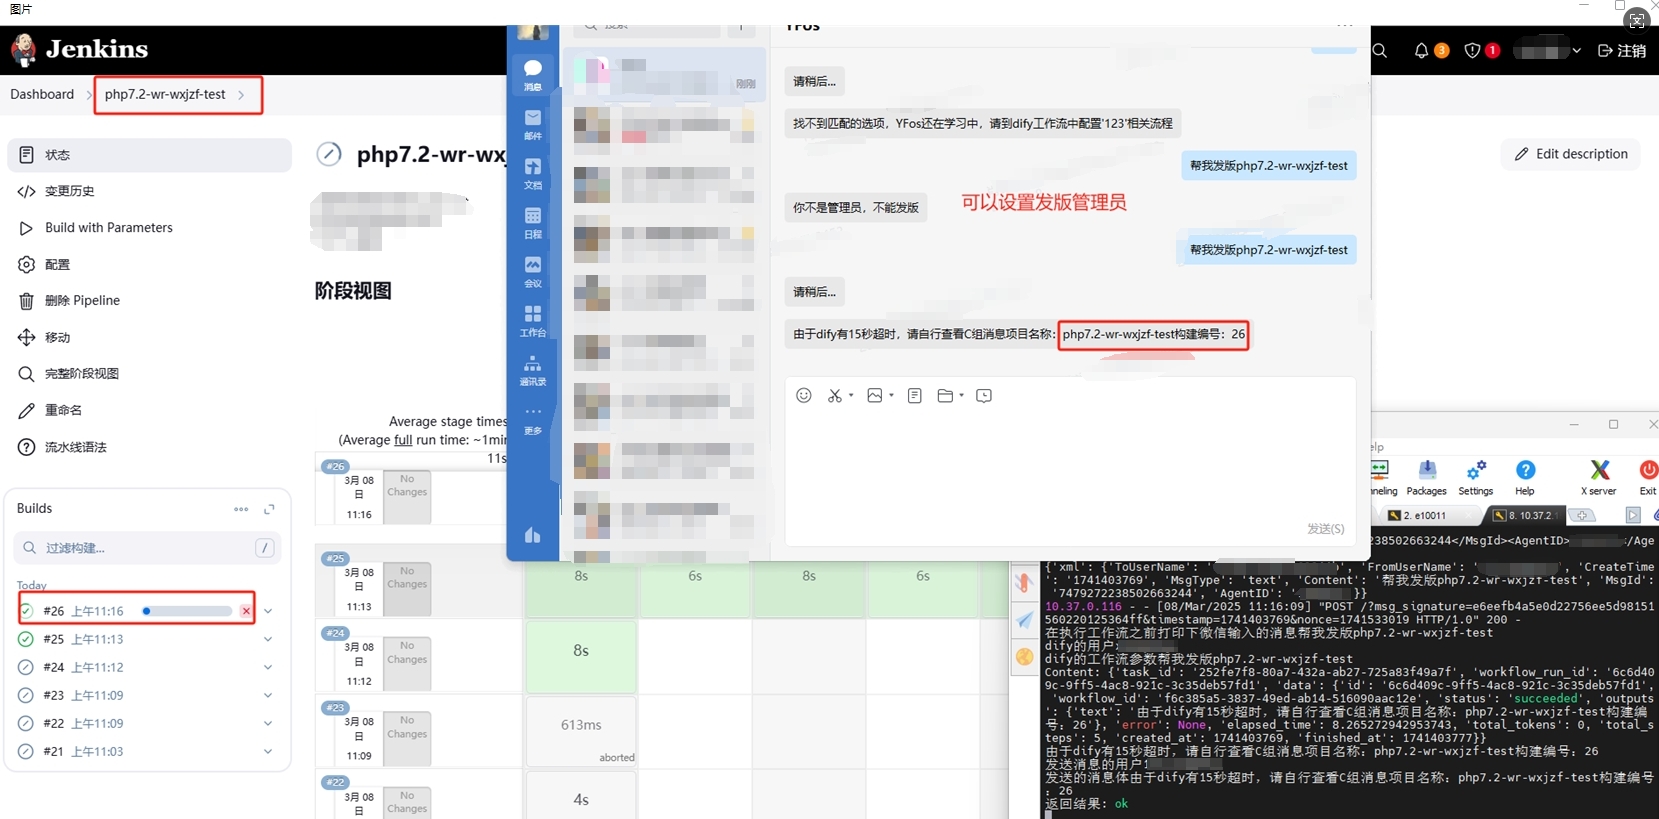 图片
Jenkins
3
1
注销
Dashboard
php7.2-wr-wxjzf-test
状态
变更历史
Build with Parameters
配置
删除 Pipeline
移动
完整阶段视图
重命名
流水线语法
Builds
过滤构建...
/
Today
#26 上午11:16
#25 上午11:13
#24 上午11:12
#23 上午11:09
#22 上午11:09
#21 上午11:03
php7.2-wr-wx
Edit description
阶段视图
Average stage times
(Average full run time: ~1min
11s
#26
3月 08
日
11:16
No
Changes
#25
3月 08
日
11:13
No
Changes
8s
6s
8s
6s
#24
3月 08
日
11:12
No
Changes
8s
#23
3月 08
日
11:09
No
Changes
613ms
aborted
#22
3月 08
日
No
Changes
4s
消息
邮件
文档
日程
会议
工作台
通讯录
更多
搜索
刚刚
YFos
请稍后...
找不到匹配的选项，YFos还在学习中，请到dify工作流中配置'123'相关流程
帮我发版php7.2-wr-wxjzf-test
你不是管理员，不能发版
可以设置发版管理员
帮我发版php7.2-wr-wxjzf-test
请稍后...
由于dify有15秒超时，请自行查看C组消息项目名称：php7.2-wr-wxjzf-test构建编号：26
发送(S)
elp
neling
Packages
Settings
Help
X server
Exit
2. e10011
8. 10.37.2.1
238502663244</MsgId><AgentID>
</Age
{'xml': {'ToUserName': '
', 'FromUserName': '
', 'CreateTime
': '1741403769', 'MsgType': 'text', 'Content': '帮我发版php7.2-wr-wxjzf-test', 'MsgId':
'7479272238502663244', 'AgentID': '
'}}
10.37.0.116 - - [08/Mar/2025 11:16:09] "POST /?msg_signature=e6eefb4a5e0d22756ee5d98151
560220125364ff&timestamp=1741403769&nonce=1741533019 HTTP/1.0" 200 -
在执行工作流之前打印下微信输入的消息帮我发版php7.2-wr-wxjzf-test
dify的用户
dify的工作流参数帮我发版php7.2-wr-wxjzf-test
Content: {'task_id': '252fe7f8-80a7-432a-ab27-725a83f49a7f', 'workflow_run_id': '6c6d40
9c-9ff5-4ac8-921c-3c35deb57fd1', 'data': {'id': '6c6d409c-9ff5-4ac8-921c-3c35deb57fd1',
'workflow_id': 'f6c385a5-3837-49ed-ab14-516090aac12e', 'status': 'succeeded', 'outputs
': {'text': '由于dify有15秒超时，请自行查看C组消息项目名称：php7.2-wr-wxjzf-test构建编
号：26'}, 'error': None, 'elapsed_time': 8.265272942953743, 'total_tokens': 0, 'total_s
teps': 5, 'created_at': 1741403769, 'finished_at': 1741403777}}
由于dify有15秒超时，请自行查看C组消息项目名称：php7.2-wr-wxjzf-test构建编号：26
发送消息的用户
发送的消息体由于dify有15秒超时，请自行查看C组消息项目名称：php7.2-wr-wxjzf-test构建编号
：26
返回结果：ok